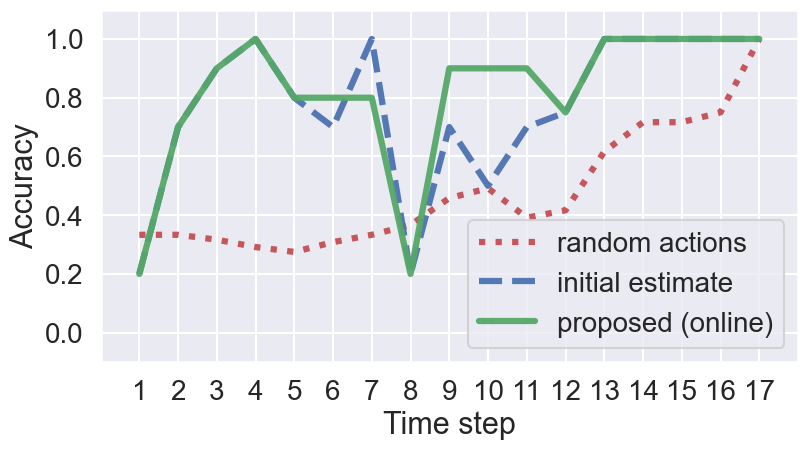 Accuracy
1.0
0.8
0.6
0.4
0.2
0.0
random actions
initial estimate
proposed (online)
1 2 3 4 5 6 7 8 9 10 11 12 13 14 15 16 17
Time step